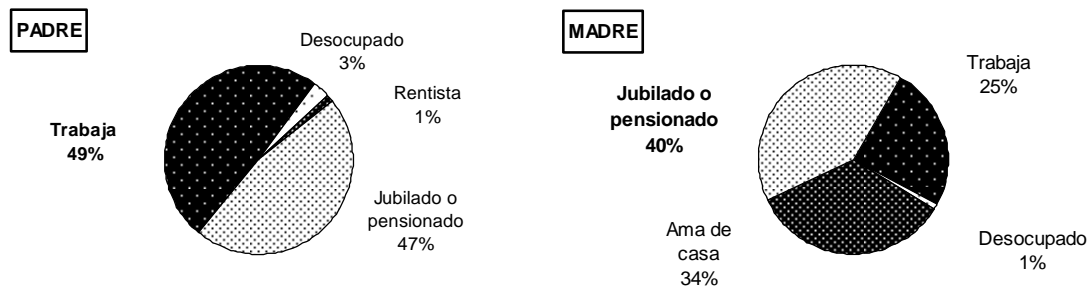 PADRE
Desocupado
3%
Rentista
1%
Trabaja
49%
Jubilado o
pensionado
47%
MADRE
Trabaja
25%
Jubilado o
pensionado
40%
Ama de
casa
34%
Desocupado
1%